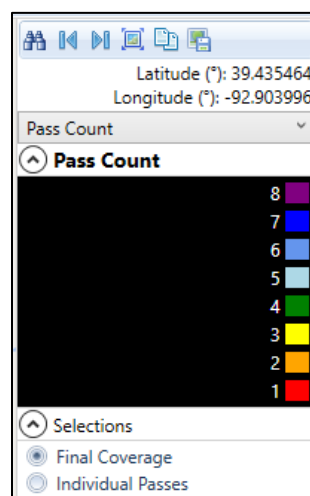 Latitude (°): 39.435464
Longitude (°): -92.903996
Pass Count
Pass Count
8
7
6
5
4
3
2
1
Selections
Final Coverage
Individual Passes